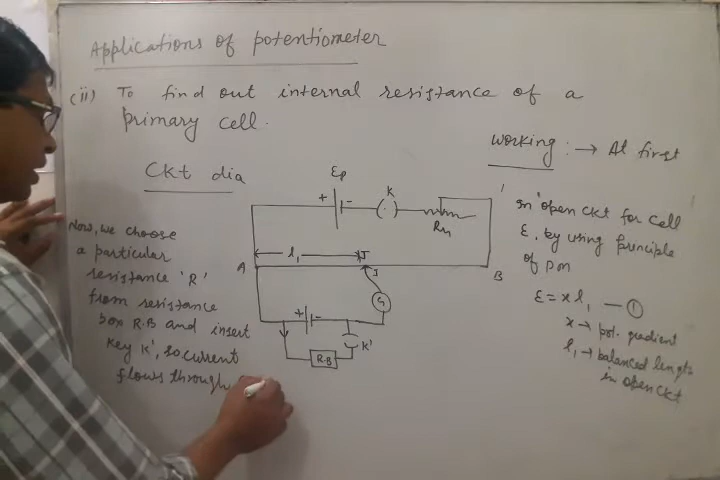 Applications of potentiometer
(ii) To find out internal resistance of a
primary cell.
Working : → At first
in open ckt for cell
ε, by using principle
of pm
ε = x l₁ — ①
x → pot. gradient
l₁ → balanced length
in open ckt
Ckt dia
Now, we choose
a particular
resistance 'R'
from resistance
box R.B and insert
key K', so current
flows through
Ep
+ -
K
Rh
l₁
J
A
J
B
G
+ -
K'
R.B